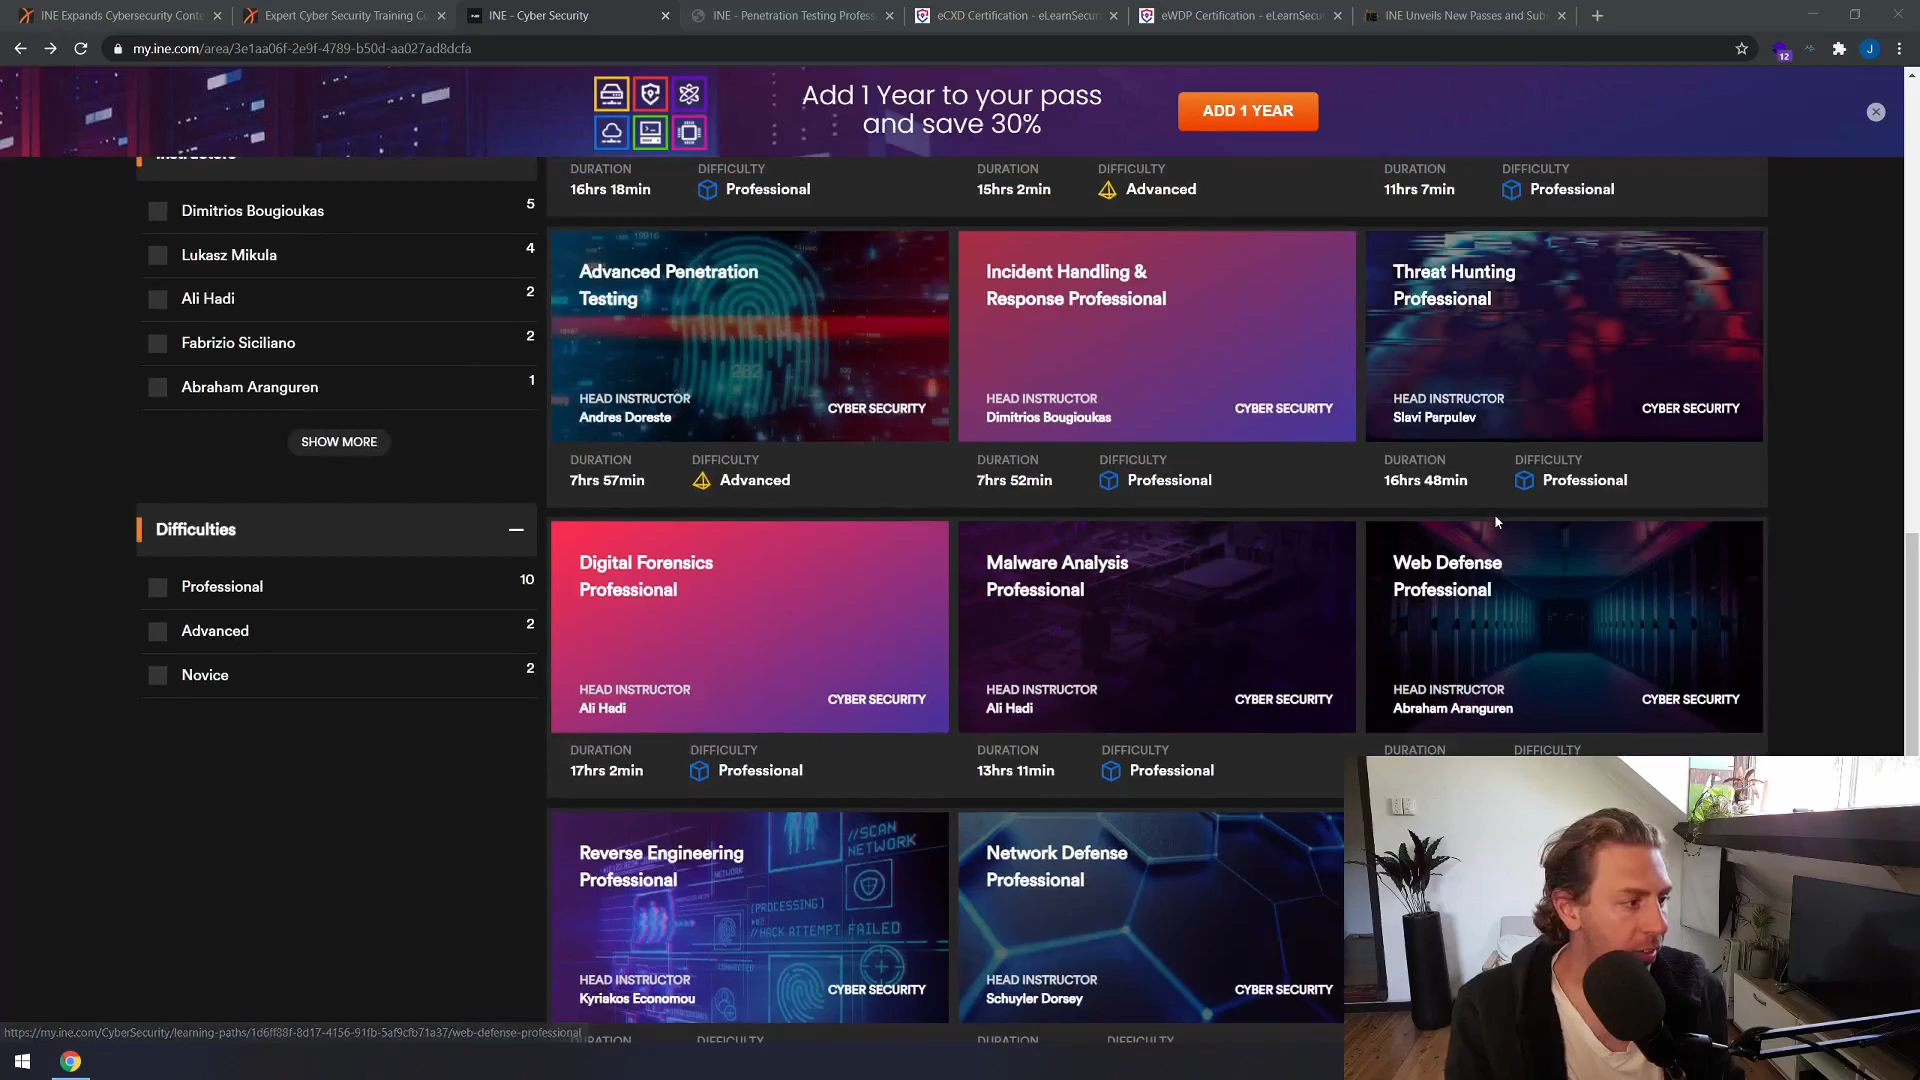 INE Expands Cybersecurity Conte
Expert Cyber Security Training Co
INE - Cyber Security
INE - Penetration Testing Profess
eCXD Certification - eLearnSecuri
eWDP Certification - eLearnSecu
INE Unveils New Passes and Sub
my.ine.com/area/3e1aa06f-2e9f-4789-b50d-aa027ad8dcfa
12
J
Add 1 Year to your pass
and save 30%
ADD 1 YEAR
Instructors
Dimitrios Bougioukas 5
Lukasz Mikula 4
Ali Hadi 2
Fabrizio Siciliano 2
Abraham Aranguren 1
SHOW MORE
Difficulties
Professional 10
Advanced 2
Novice 2
DURATION DIFFICULTY
16hrs 18min Professional
DURATION DIFFICULTY
15hrs 2min Advanced
DURATION DIFFICULTY
11hrs 7min Professional
Advanced Penetration
Testing
HEAD INSTRUCTOR
Andres Doreste
CYBER SECURITY
DURATION DIFFICULTY
7hrs 57min Advanced
Incident Handling &
Response Professional
HEAD INSTRUCTOR
Dimitrios Bougioukas
CYBER SECURITY
DURATION DIFFICULTY
7hrs 52min Professional
Threat Hunting
Professional
HEAD INSTRUCTOR
Slavi Parpulev
CYBER SECURITY
DURATION DIFFICULTY
16hrs 48min Professional
Digital Forensics
Professional
HEAD INSTRUCTOR
Ali Hadi
CYBER SECURITY
DURATION DIFFICULTY
17hrs 2min Professional
Malware Analysis
Professional
HEAD INSTRUCTOR
Ali Hadi
CYBER SECURITY
DURATION DIFFICULTY
13hrs 11min Professional
Web Defense
Professional
HEAD INSTRUCTOR
Abraham Aranguren
CYBER SECURITY
DURATION DIFFICULTY
Reverse Engineering
Professional
//SCAN
NETWORK
[PROCESSING]
//HACK ATTEMPT FAILED
HEAD INSTRUCTOR
Kyriakos Economou
CYBER SECURITY
DURATION DIFFICULTY
Network Defense
Professional
HEAD INSTRUCTOR
Schuyler Dorsey
CYBER SECURITY
DURATION DIFFICULTY
https://my.ine.com/CyberSecurity/learning-paths/1d6ff88f-8d17-4156-91fb-5af9cfb71a37/web-defense-professional